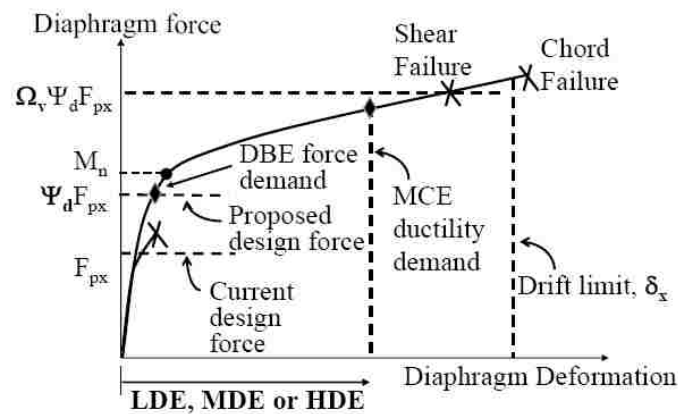 Diaphragm force
Shear
Failure
Chord
Failure
Ω_vΨ_dF_px
M_n
DBE force
demand
Ψ_dF_px
Proposed
design force
MCE
ductility
demand
F_px
Current
design
force
Drift limit, δ_x
Diaphragm Deformation
LDE, MDE or HDE